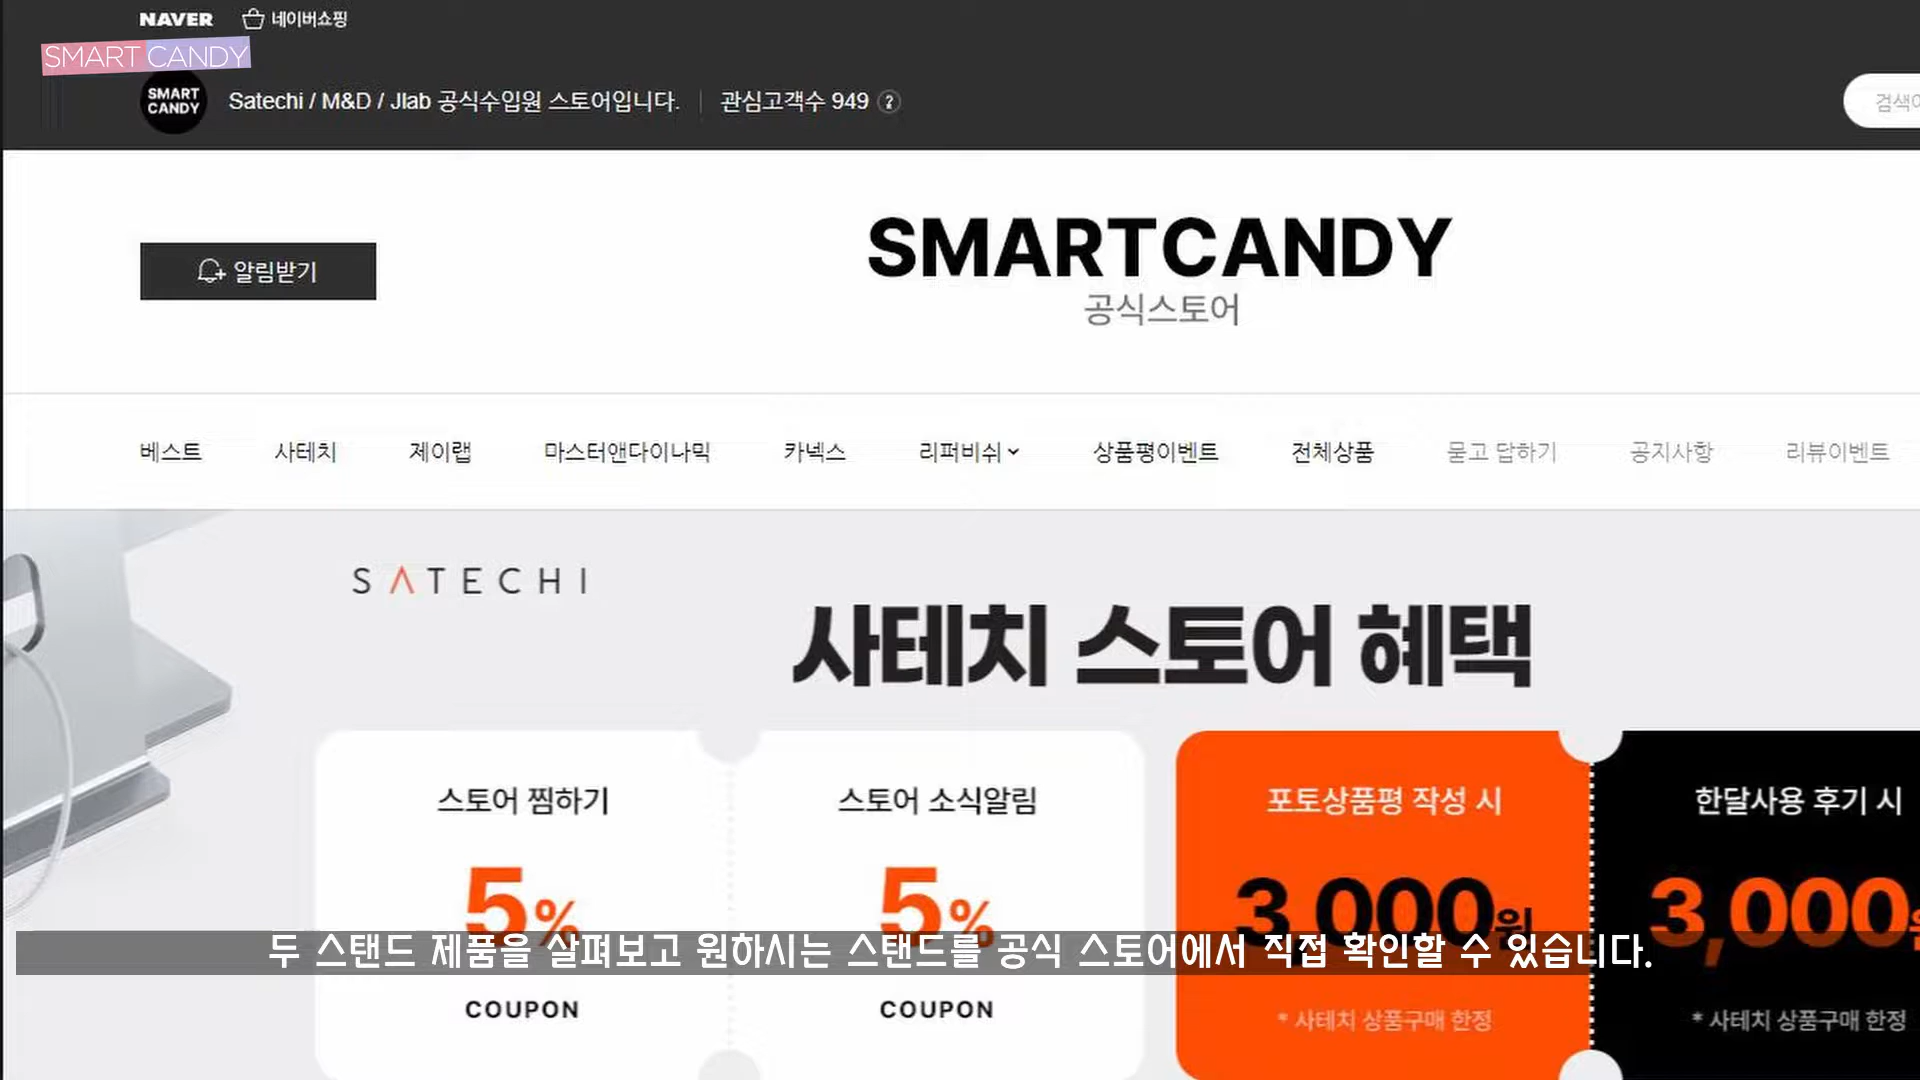 NAVER 네이버쇼핑
SMART CANDY
SMART CANDY
Satechi / M&D / Jlab 공식수입원 스토어입니다. 관심고객수 949 ?
알림받기
SMARTCANDY
공식스토어
베스트 사테치 제이랩 마스터앤다이나믹 카넥스 리퍼비쉬 상품평이벤트 전체상품 묻고 답하기 공지사항 리뷰이벤트
SATECHI
사테치 스토어 혜택
스토어 찜하기 스토어 소식알림 포토상품평 작성 시 한달사용 후기 시
5% 5% 3,000원 3,000
두 스탠드 제품을 살펴보고 원하시는 스탠드를 공식 스토어에서 직접 확인할 수 있습니다.
COUPON COUPON * 사테치 상품구매 한정 * 사테치 상품구매 한정